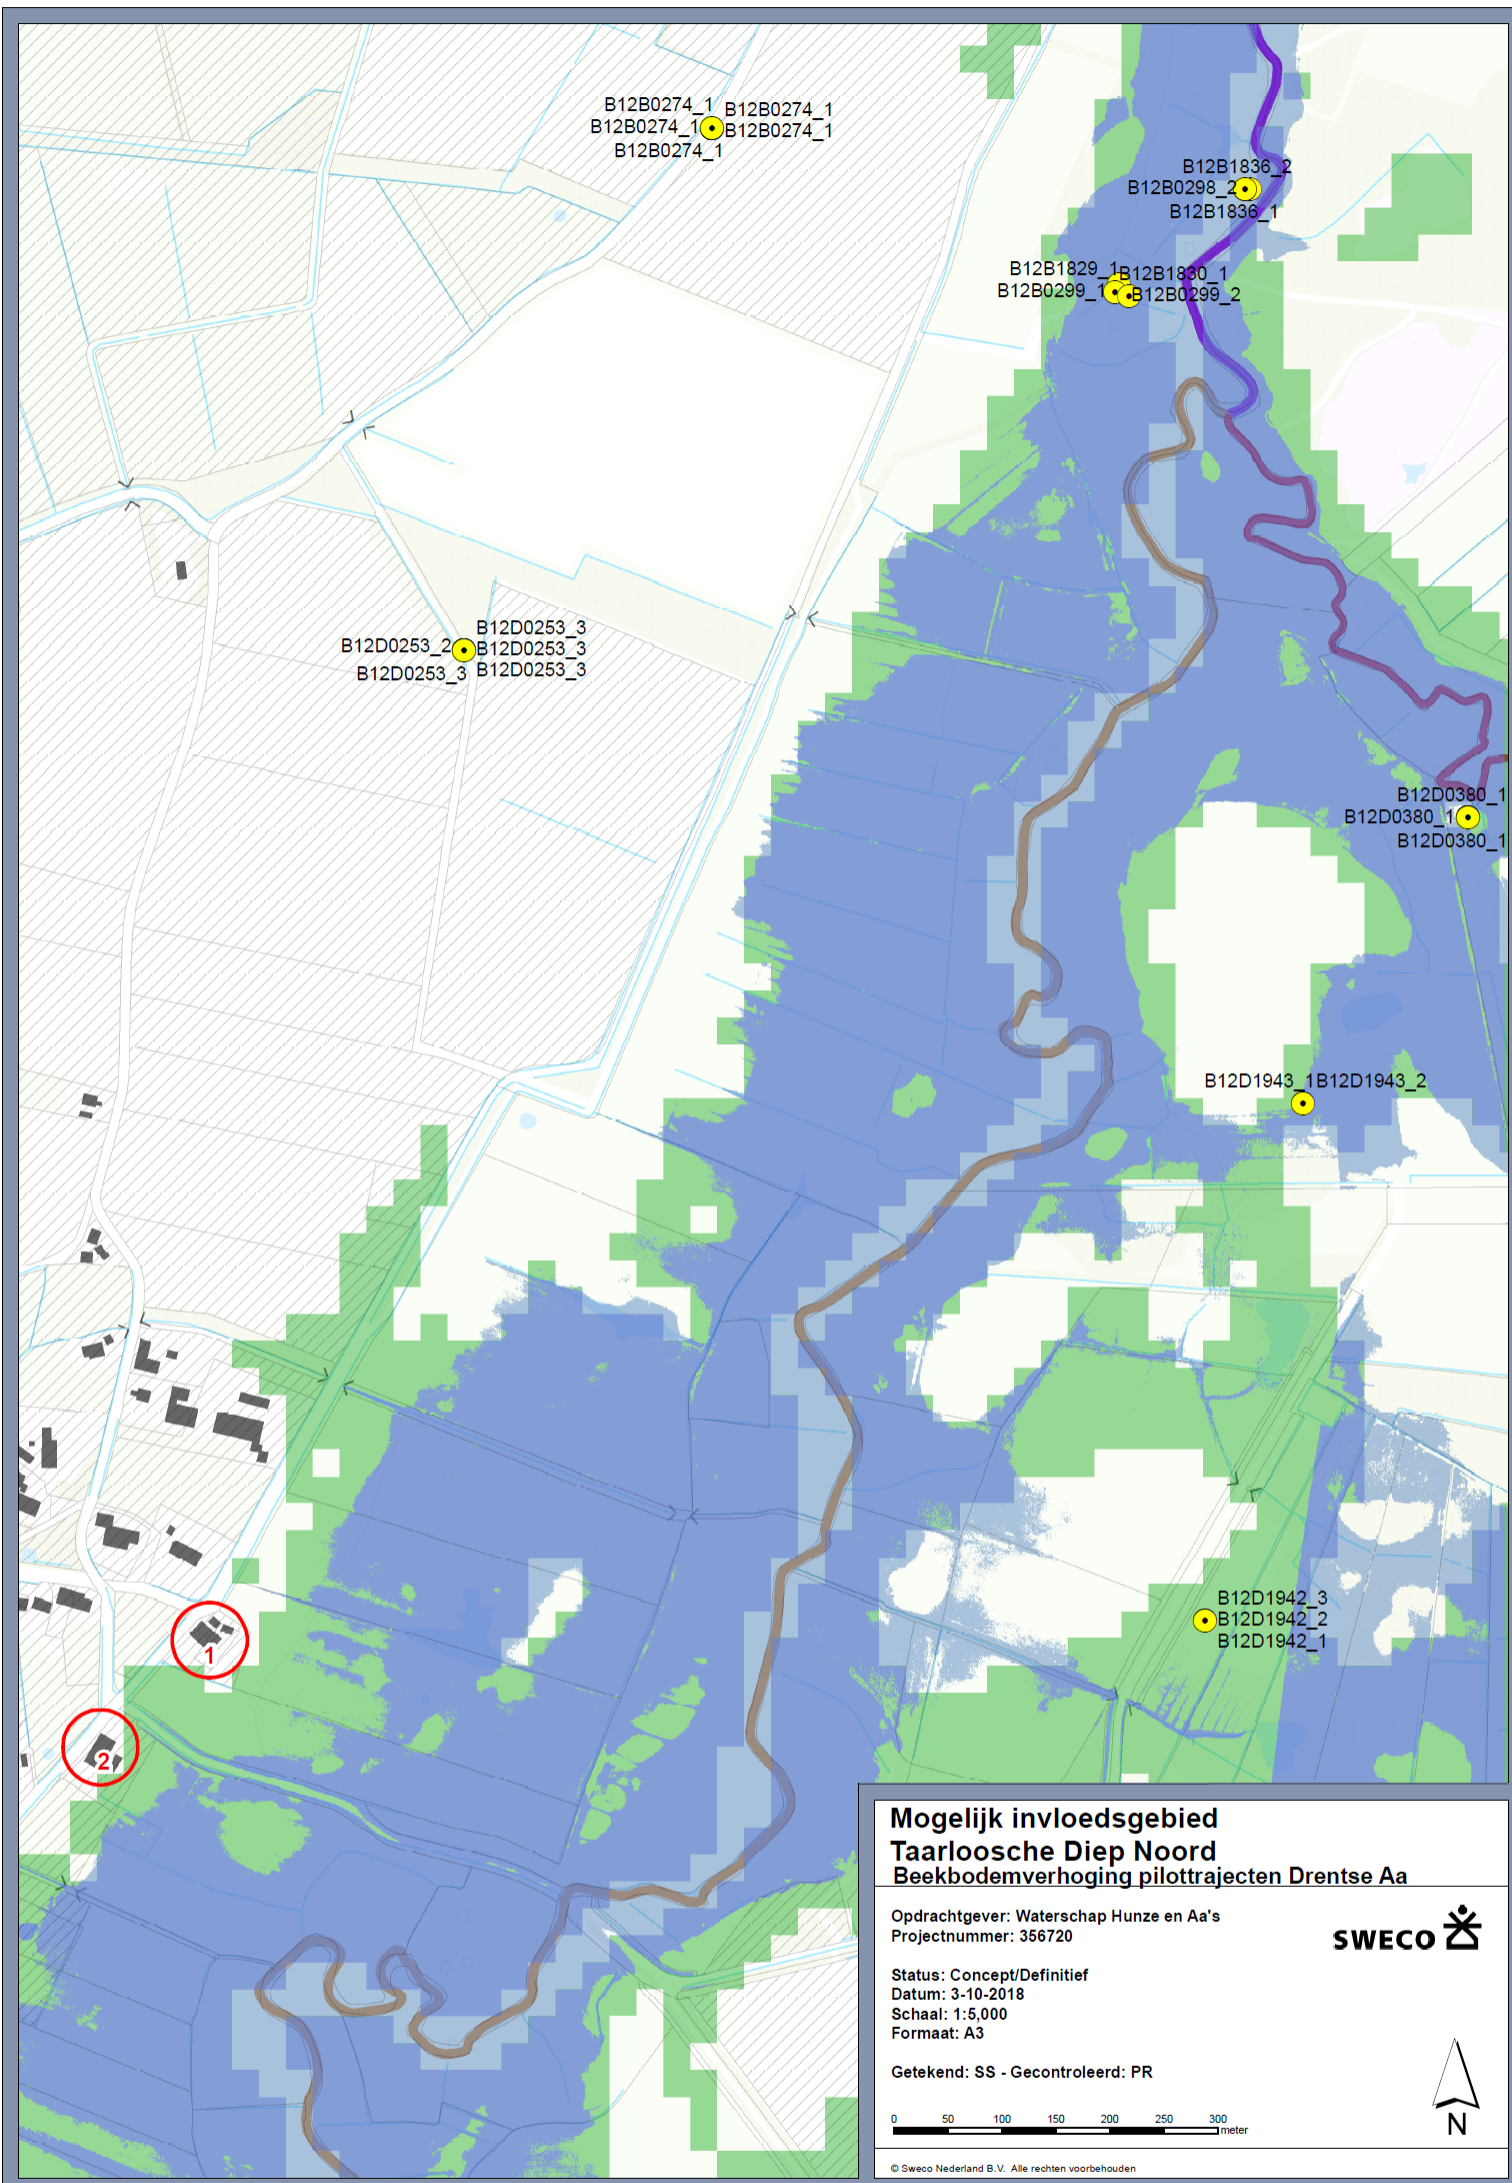 B12B0274_1 B12B0274_1
B12B0274_1 B12B0274_1
B12B0274_1
B12B1836_2
B12B0298_2
B12B1836_1
B12B1829_1 B12B1830_1
B12B0299_1 B12B0299_2
B12D0253_3
B12D0253_2 B12D0253_3
B12D0253_3 B12D0253_3
B12D0380_1
B12D0380_1
B12D0380_1
B12D1943_1 B12D1943_2
B12D1942_3
B12D1942_2
B12D1942_1
1
2
Mogelijk invloedsgebied
Taarloosche Diep Noord
Beekbodemverhoging pilottrajecten Drentse Aa
Opdrachtgever: Waterschap Hunze en Aa's
Projectnummer: 356720
SWECO
Status: Concept/Definitief
Datum: 3-10-2018
Schaal: 1:5,000
Formaat: A3
Getekend: SS - Gecontroleerd: PR
0 50 100 150 200 250 300
meter
N
© Sweco Nederland B.V. Alle rechten voorbehouden